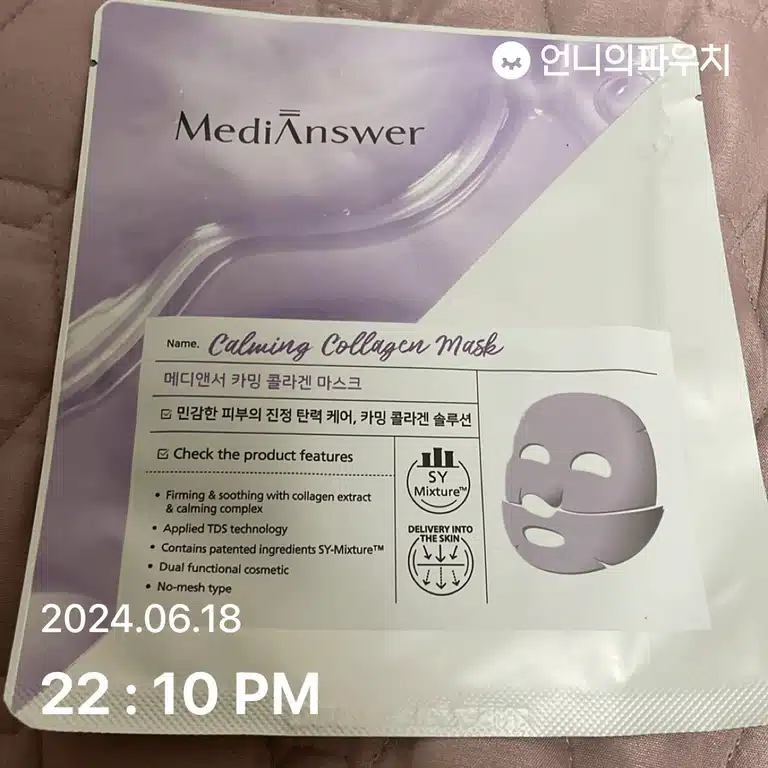 언니의파우치
MediAnswer
Name. Calming Collagen Mask
메디앤서 카밍 콜라겐 마스크
민감한 피부의 진정 탄력 케어, 카밍 콜라겐 솔루션
Check the product features
• Firming & soothing with collagen extract
& calming complex
• Applied TDS technology
• Contains patented ingredients SY-Mixture™
• Dual functional cosmetic
• No-mesh type
SY
Mixture™
DELIVERY INTO
THE SKIN
2024.06.18
22 : 10 PM